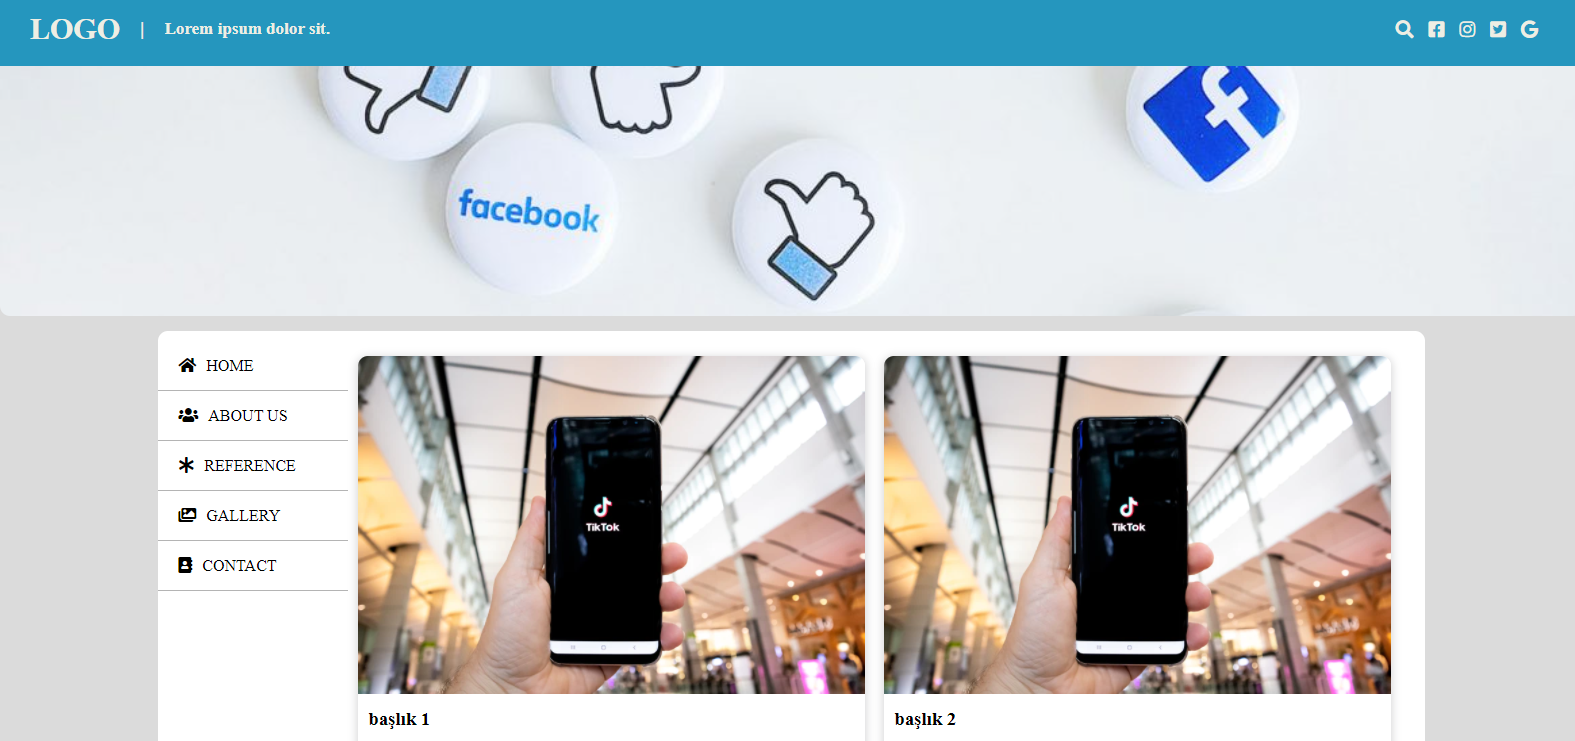 LOGO | Lorem ipsum dolor sit.
facebook
HOME
ABOUT US
REFERENCE
GALLERY
CONTACT
TikTok
TikTok
başlık 1
başlık 2